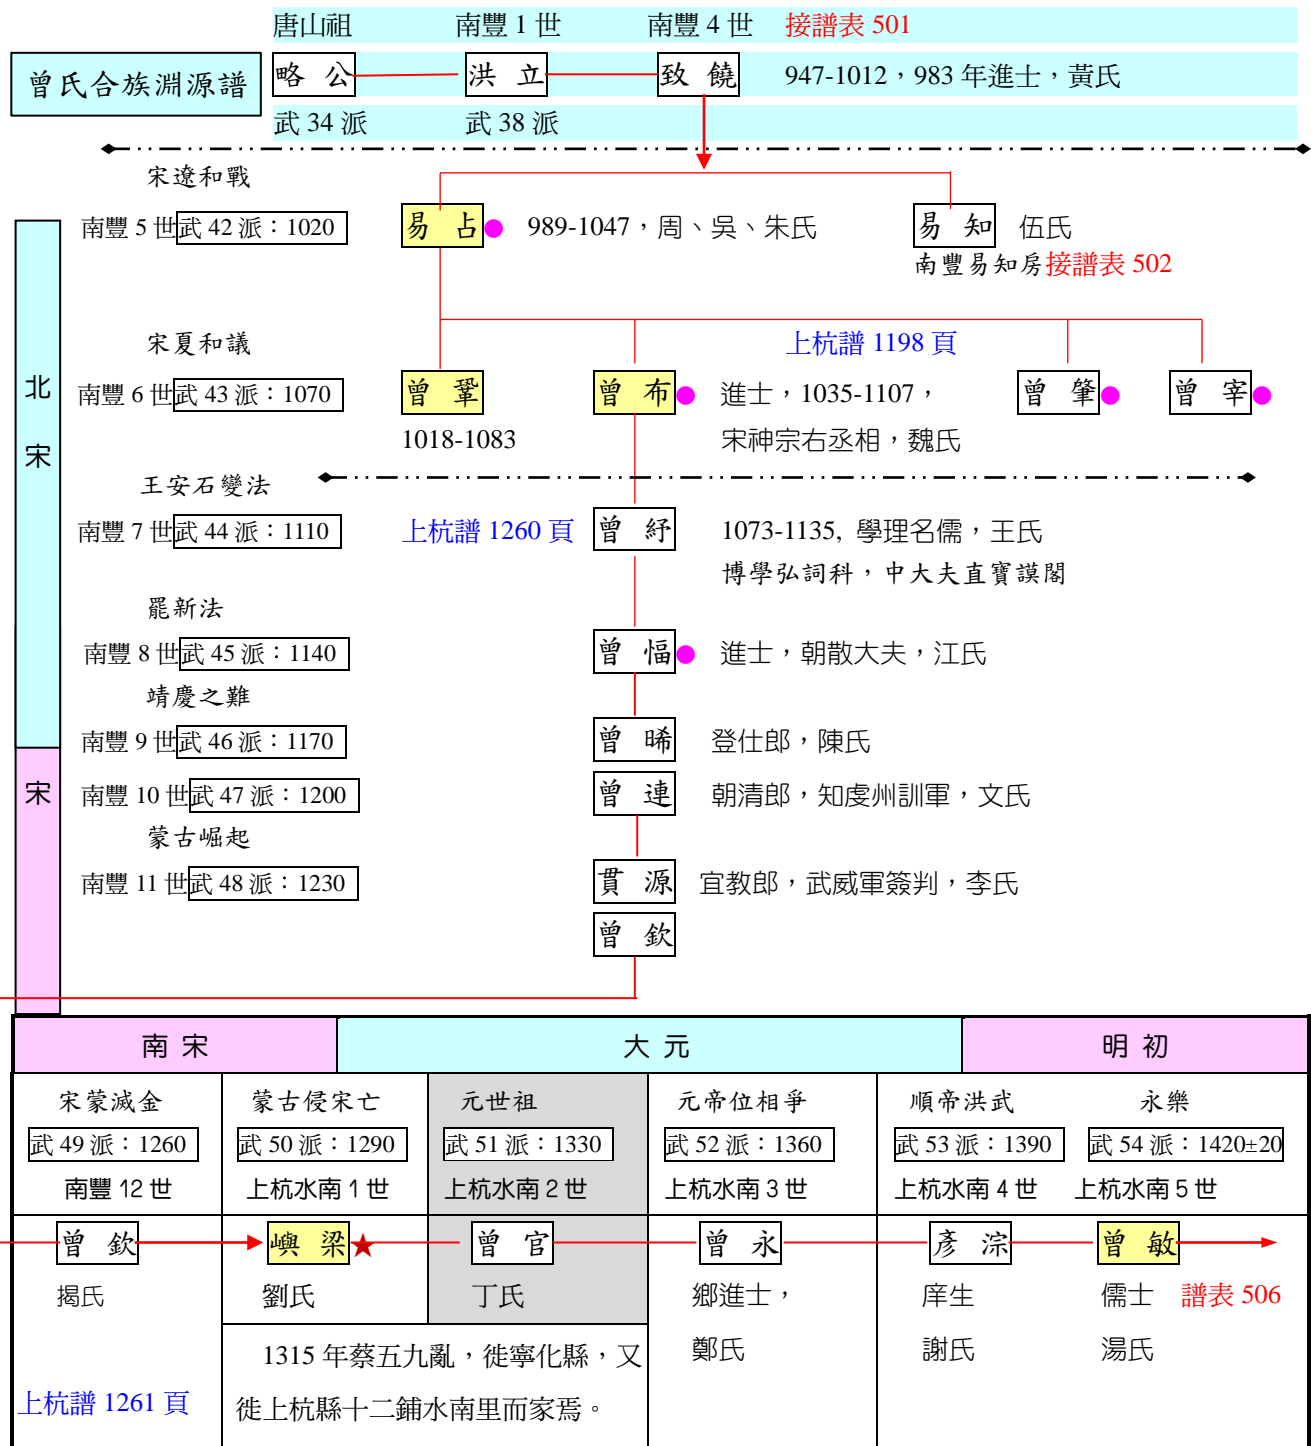 唐山祖 南豐 1 世 南豐 4 世 接譜表 501
曾氏合族淵源譜 略公 洪立 致饒 947-1012，983 年進士，黃氏
武 34 派 武 38 派
宋遼和戰
南豐 5 世 武 42 派：1020 易占 989-1047，周、吳、朱氏 易知 伍氏
南豐易知房接譜表 502
宋夏和議 上杭譜 1198 頁
南豐 6 世 武 43 派：1070 曾鞏 曾布 進士，1035-1107， 曾肇 曾宰
1018-1083 宋神宗右丞相，魏氏
王安石變法
南豐 7 世 武 44 派：1110 上杭譜 1260 頁 曾紆 1073-1135, 學理名儒，王氏
博學弘詞科，中大夫直寶謨閣
罷新法
南豐 8 世 武 45 派：1140 曾愊 進士，朝散大夫，江氏
靖慶之難
南豐 9 世 武 46 派：1170 曾晞 登仕郎，陳氏
南豐 10 世 武 47 派：1200 曾連 朝清郎，知虔州訓軍，文氏
蒙古崛起
南豐 11 世 武 48 派：1230 貫源 宜教郎，武威軍簽判，李氏
曾欽
北宋
宋
南宋 大元 明初
宋蒙滅金 蒙古侵宋亡 元世祖 元帝位相爭 順帝洪武 永樂
武 49 派：1260 武 50 派：1290 武 51 派：1330 武 52 派：1360 武 53 派：1390 武 54 派：1420±20
南豐 12 世 上杭水南 1 世 上杭水南 2 世 上杭水南 3 世 上杭水南 4 世 上杭水南 5 世
曾欽 嶼梁★ 曾官 曾永 彥淙 曾敏
揭氏 劉氏 丁氏 鄉進士， 庠生 儒士 譜表 506
鄭氏 謝氏 湯氏
1315 年蔡五九亂，徙寧化縣，又
上杭譜 1261 頁 徙上杭縣十二鋪水南里而家焉。